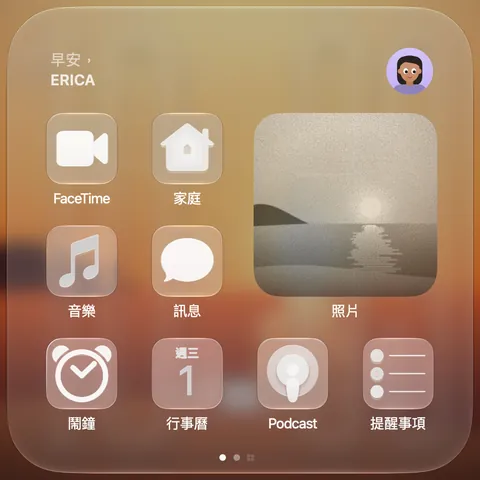 早安，
ERICA
FaceTime
家庭
音樂
訊息
照片
鬧鐘
週三
1
行事曆
Podcast
提醒事項